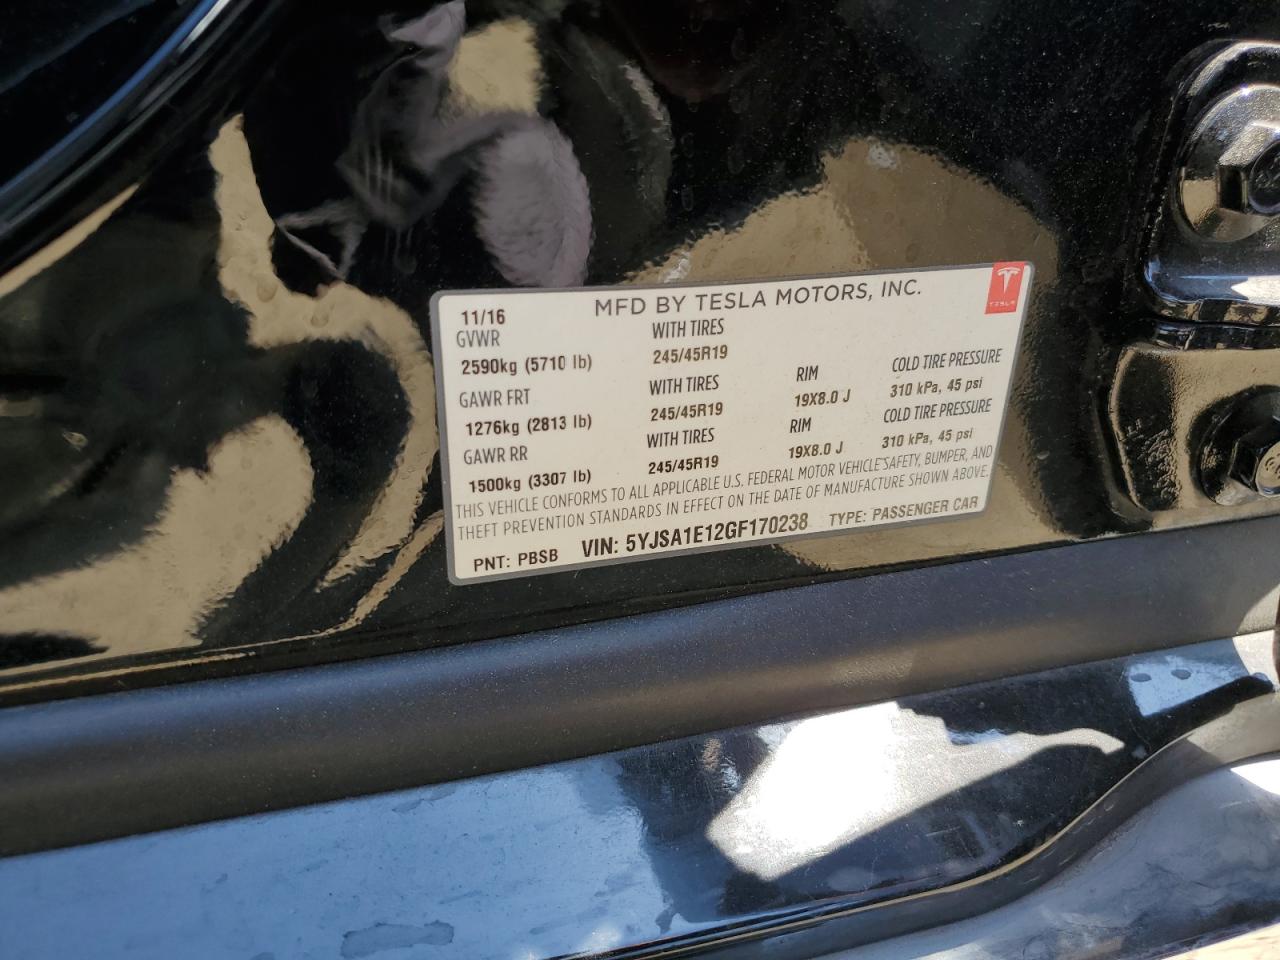 11/16
MFD BY TESLA MOTORS, INC.
TESLA
GVWR WITH TIRES
2590kg (5710 lb) 245/45R19
GAWR FRT WITH TIRES RIM COLD TIRE PRESSURE
1276kg (2813 lb) 245/45R19 19X8.0 J 310 kPa, 45 psi
GAWR RR WITH TIRES RIM COLD TIRE PRESSURE
1500kg (3307 lb) 245/45R19 19X8.0 J 310 kPa, 45 psi
THIS VEHICLE CONFORMS TO ALL APPLICABLE U.S. FEDERAL MOTOR VEHICLE SAFETY, BUMPER, AND
THEFT PREVENTION STANDARDS IN EFFECT ON THE DATE OF MANUFACTURE SHOWN ABOVE.
PNT: PBSB VIN: 5YJSA1E12GF170238 TYPE: PASSENGER CAR